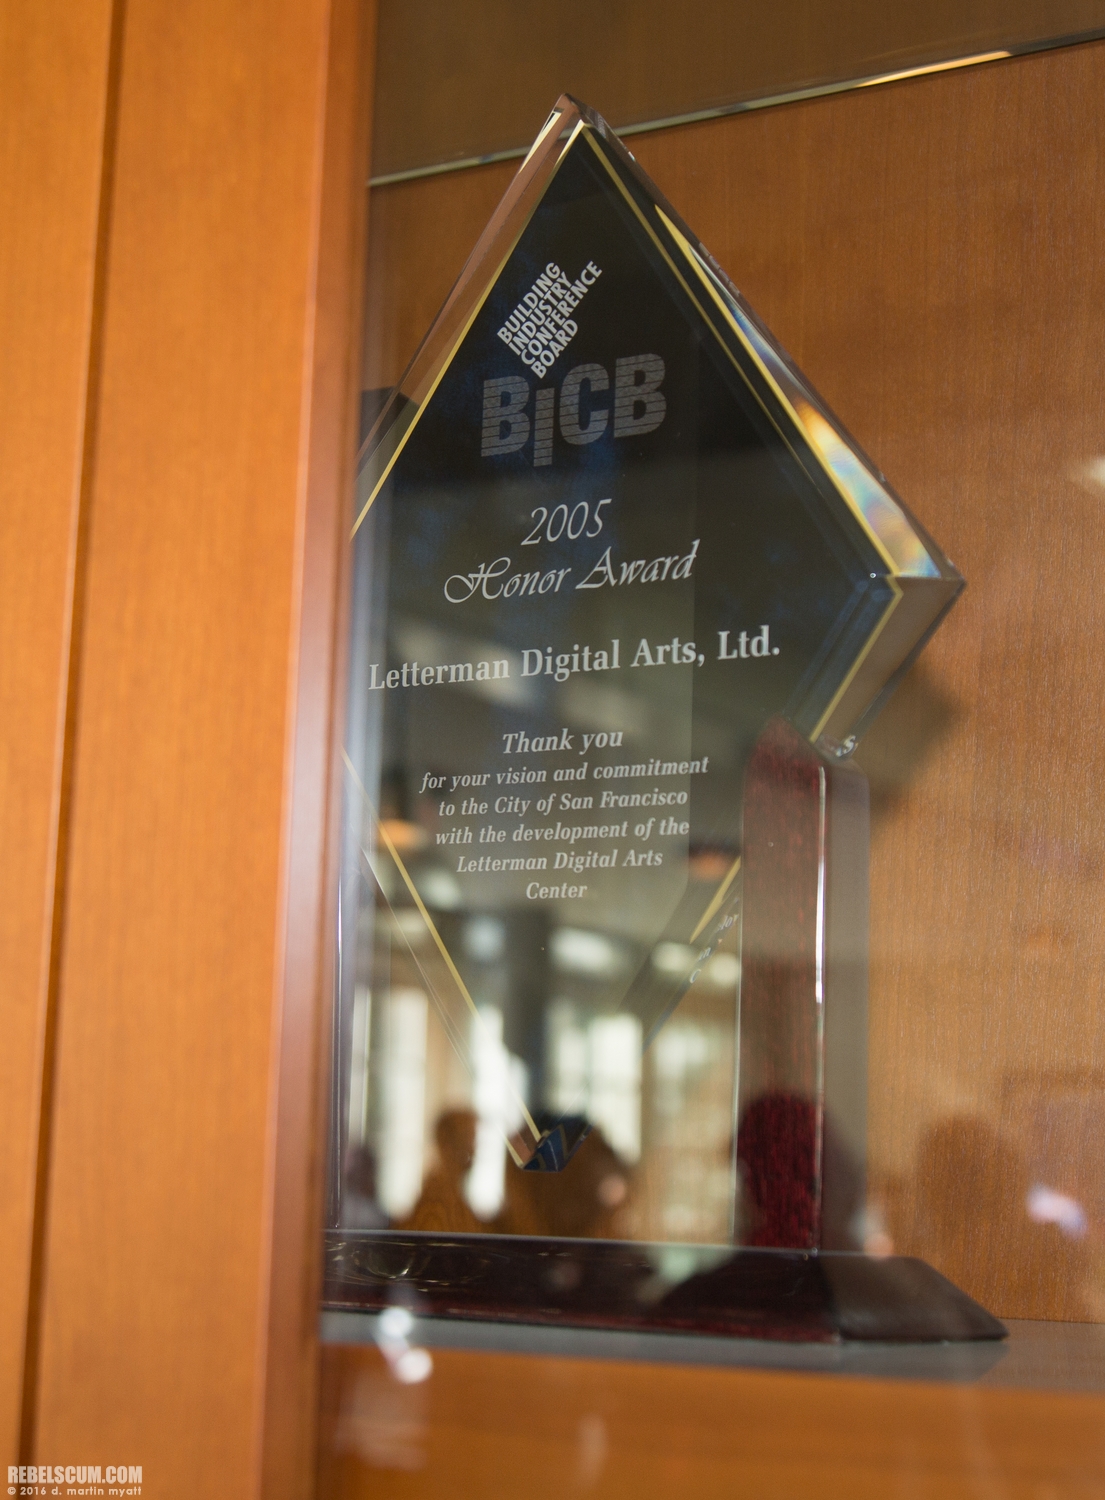 BUILDING
INDUSTRY
CONFERENCE
BOARD
BICB
2005
Honor Award
Letterman Digital Arts, Ltd.
Thank you
for your vision and commitment
to the City of San Francisco
with the development of the
Letterman Digital Arts
Center
REBELSCUM.COM
© 2016 d. martin myatt